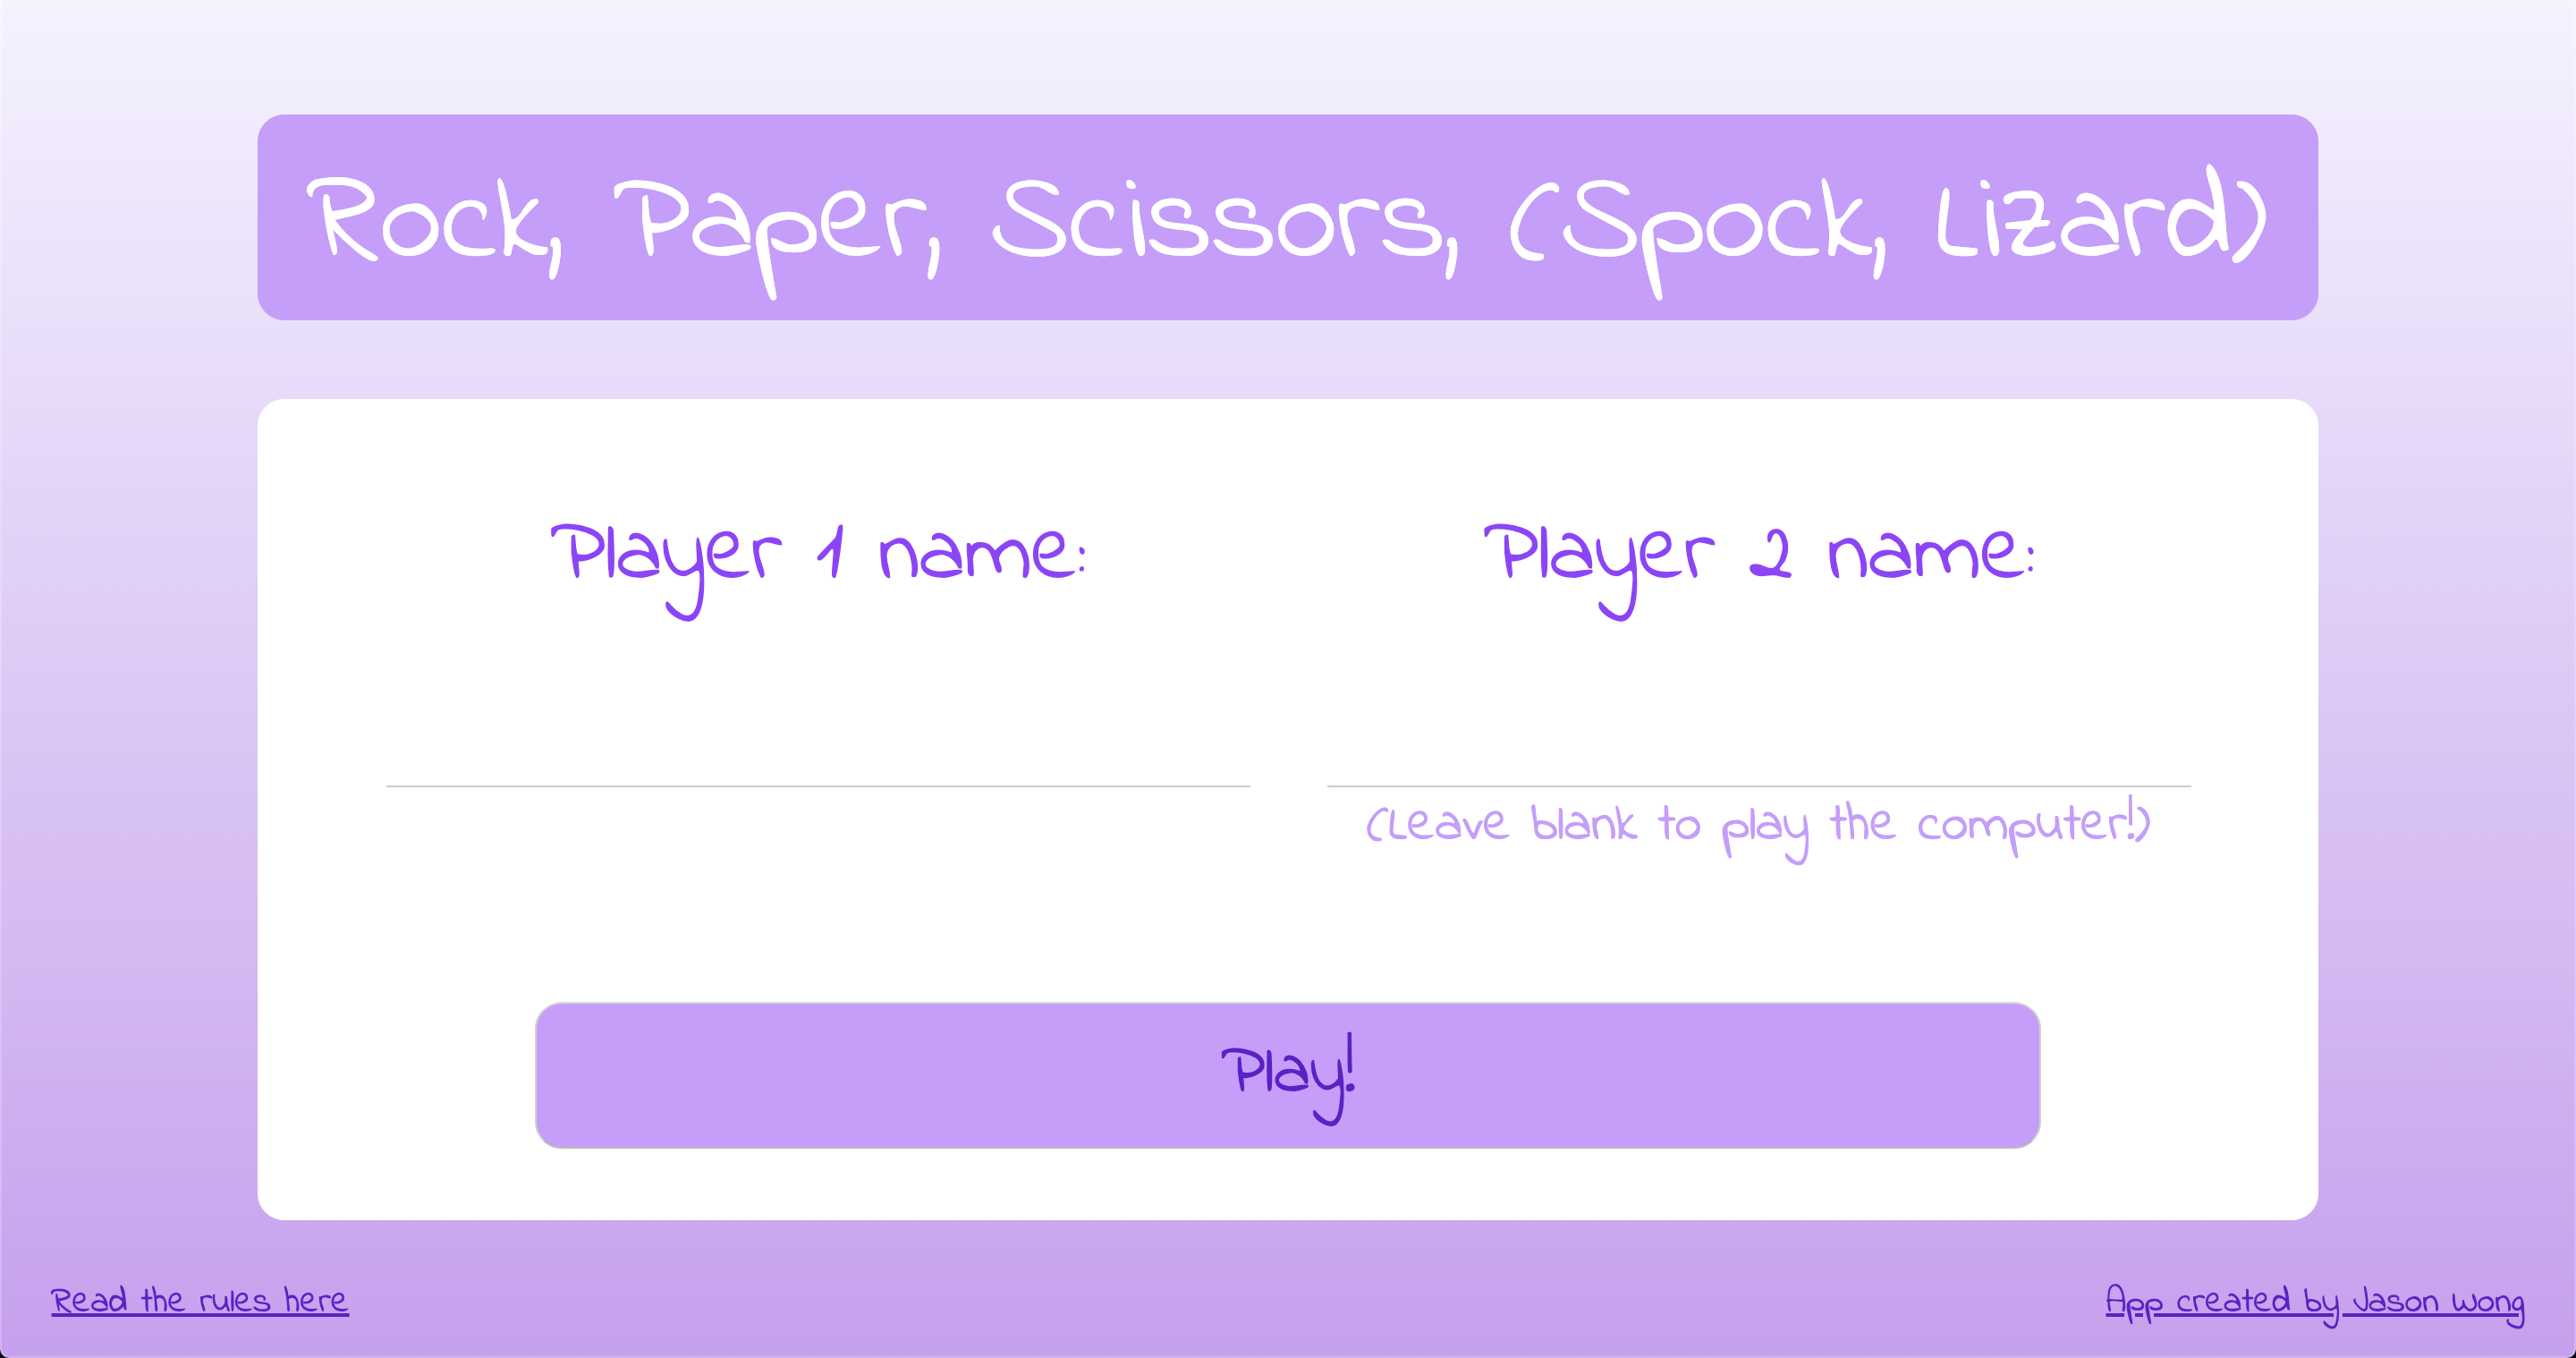 Rock, Paper, Scissors, (Spock, Lizard)
Player 1 name:
Player 2 name:
(Leave blank to play the computer!)
Play!
Read the rules here
App created by Jason Wong